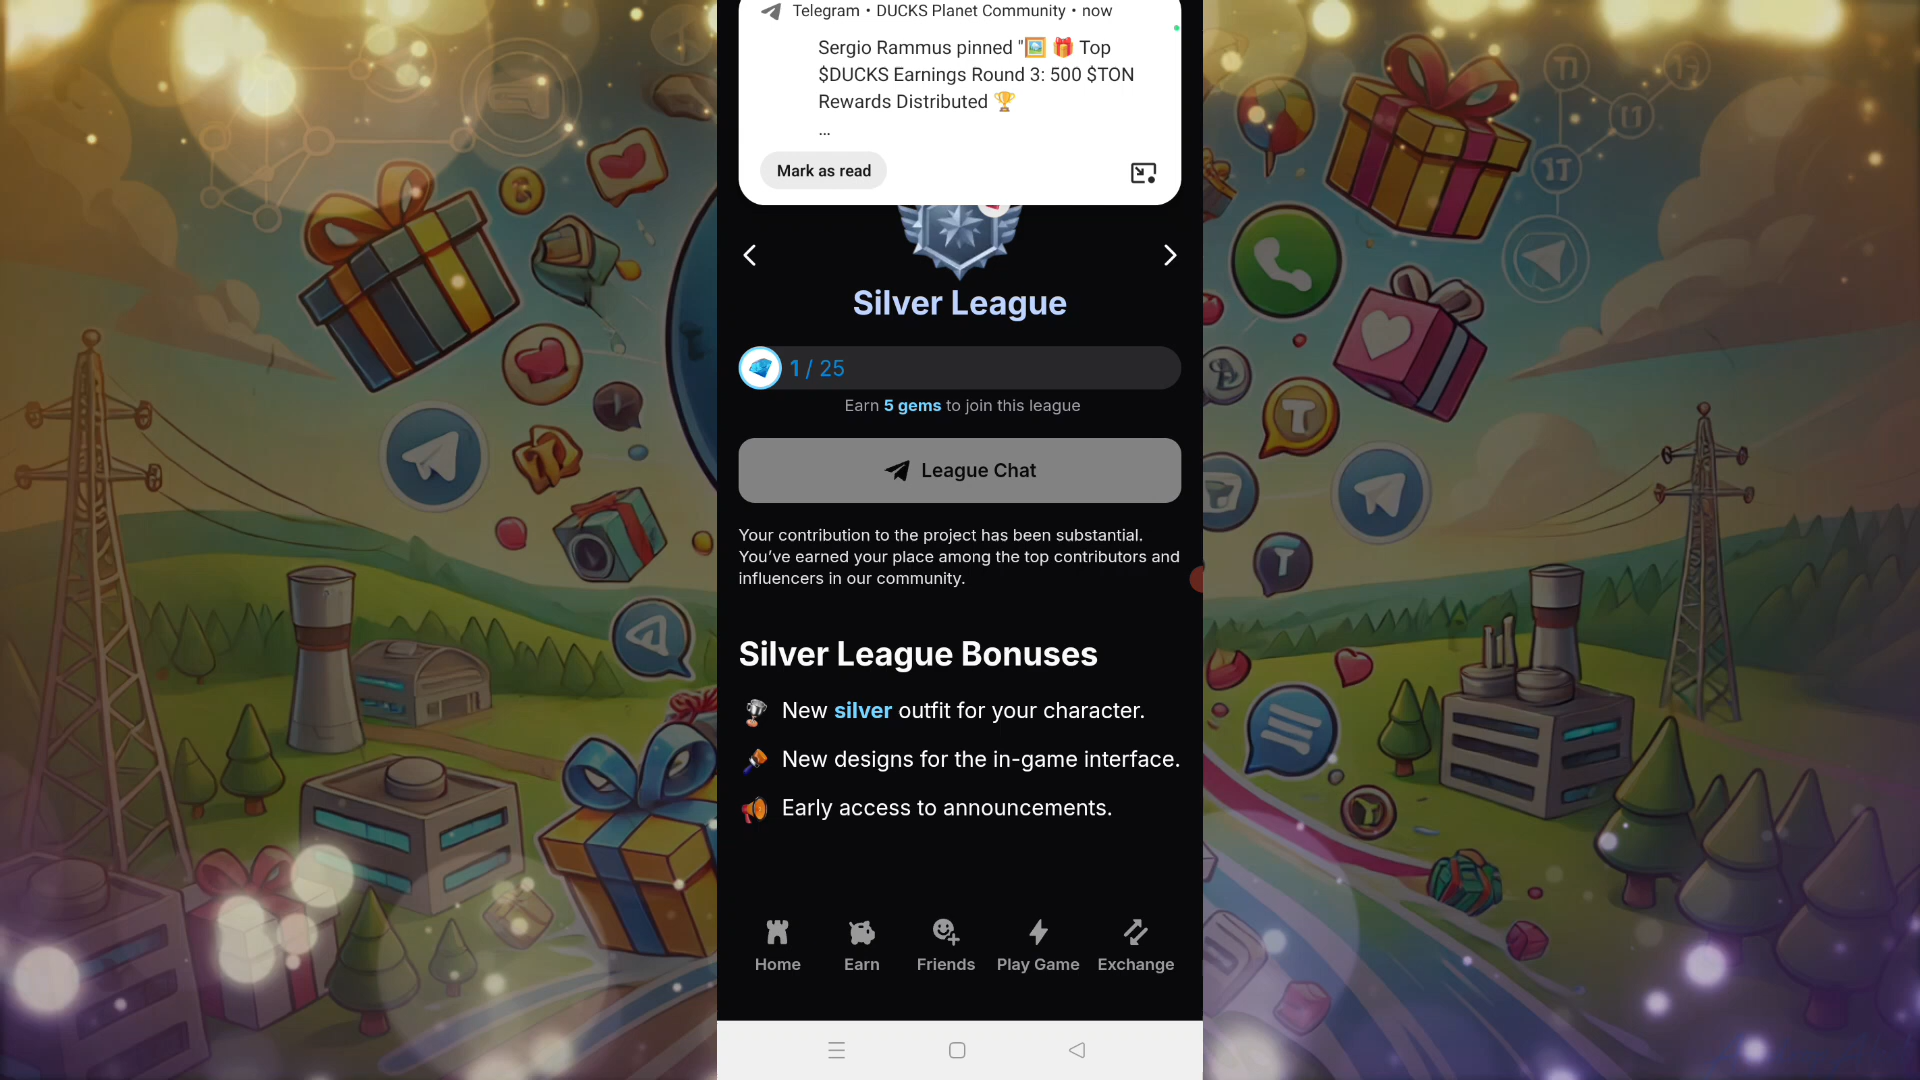 Telegram • DUCKS Planet Community • now
Sergio Rammus pinned "🖼️ 🎁 Top
$DUCKS Earnings Round 3: 500 $TON
Rewards Distributed 🏆
...
Mark as read
Silver League
1 / 25
Earn 5 gems to join this league
League Chat
Your contribution to the project has been substantial.
You've earned your place among the top contributors and
influencers in our community.
Silver League Bonuses
New silver outfit for your character.
New designs for the in-game interface.
Early access to announcements.
Home
Earn
Friends
Play Game
Exchange